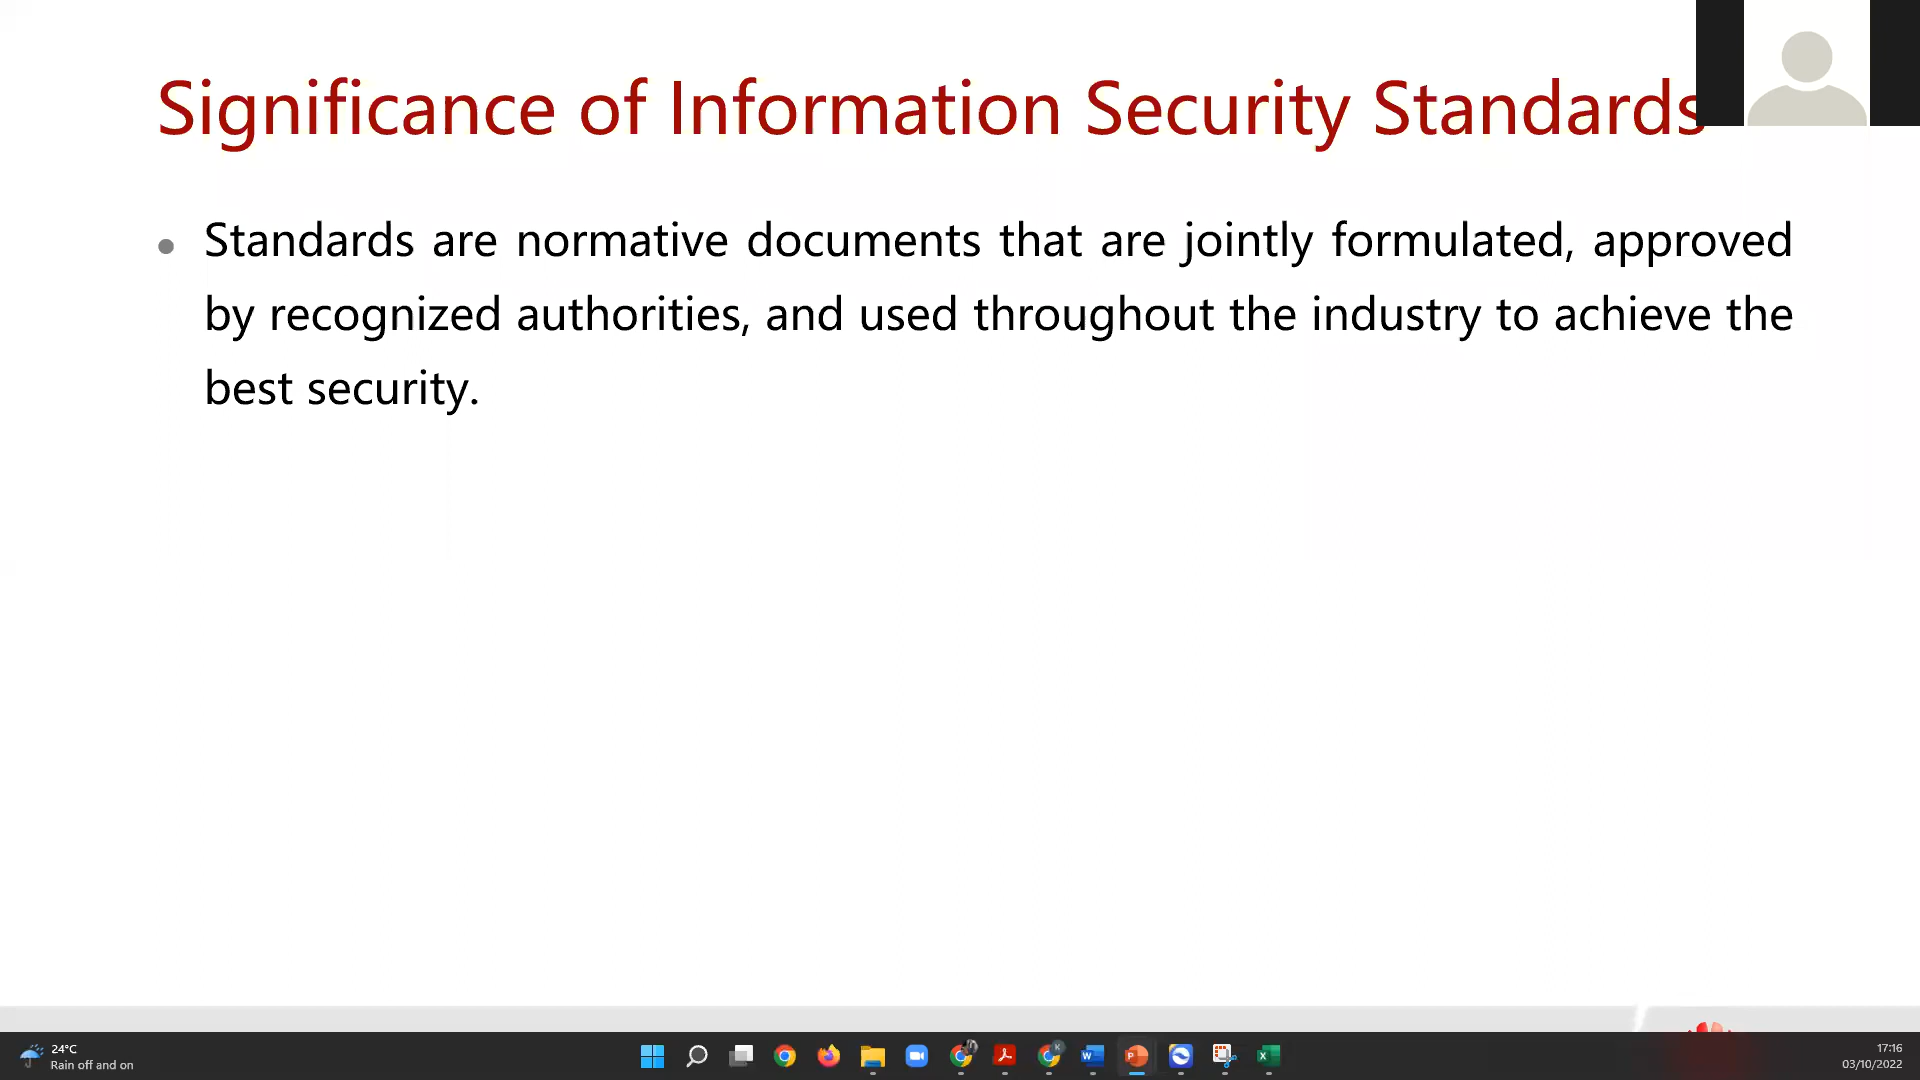 Significance of Information Security Standards
Standards are normative documents that are jointly formulated, approved
by recognized authorities, and used throughout the industry to achieve the
best security.
24°C
Rain off and on
17:16
03/10/2022